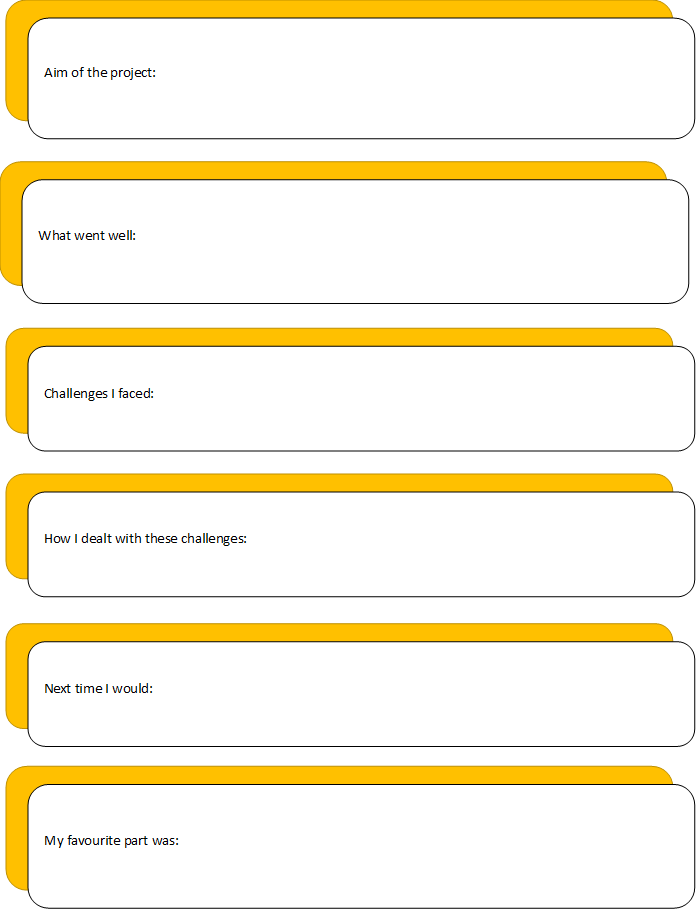 Aim of the project:
What went well:
Challenges I faced:
How I dealt with these challenges:
Next time I would:
My favourite part was: